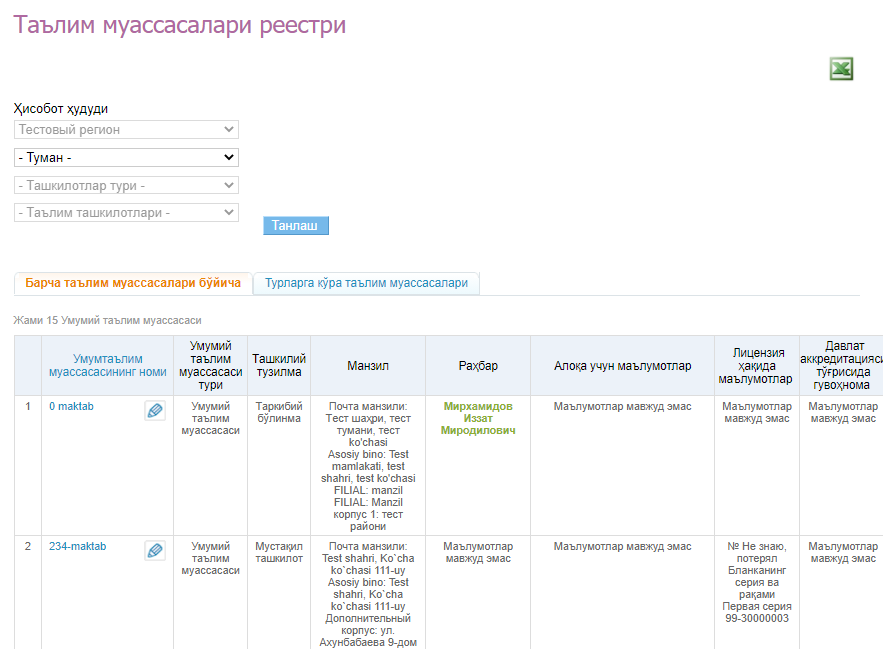 Таълим муассасалари реестри
Ҳисобот ҳудуди
Тестовый регион
- Туман -
- Ташкилотлар тури -
- Таълим ташкилотлари -
Танлаш
Барча таълим муассасалари бўйича
Турларга кўра таълим муассасалари
Жами 15 Умумий таълим муассасаси
Умумтаълим
муассасасининг номи
Умумий
таълим
муассасаси
тури
Ташкилий
тузилма
Манзил
Раҳбар
Алоқа учун маълумотлар
Лицензия
ҳақида
маълумотлар
Давлат
аккредитацияси
тўғрисида
гувоҳнома
1
0 maktab
Умумий
таълим
муассасаси
Таркибий
бўлинма
Почта манзили:
Тест шаҳри, тест
тумани, тест
ko'chasi
Asosiy bino: Test
mamlakati, test
shahri, test ko'chasi
FILIAL: manzil
FILIAL: Manzil
корпус 1: тест
райони
Мирхамидов
Иззат
Миродилович
Маълумотлар мавжуд эмас
Маълумотлар
мавжуд эмас
Маълумотлар
мавжуд эмас
2
234-maktab
Умумий
таълим
муассасаси
Мустақил
ташкилот
Почта манзили:
Test shahri, Ko`cha
ko`chasi 111-uy
Asosiy bino: Test
shahri, Ko`cha
ko`chasi 111-uy
Дополнительный
корпус: ул.
Ахунбабаева 9-дом
Маълумотлар
мавжуд эмас
Маълумотлар мавжуд эмас
№ Не знаю,
потерял
Бланканинг
серия ва
рақами
Первая серия
99-30000003
Маълумотлар
мавжуд эмас